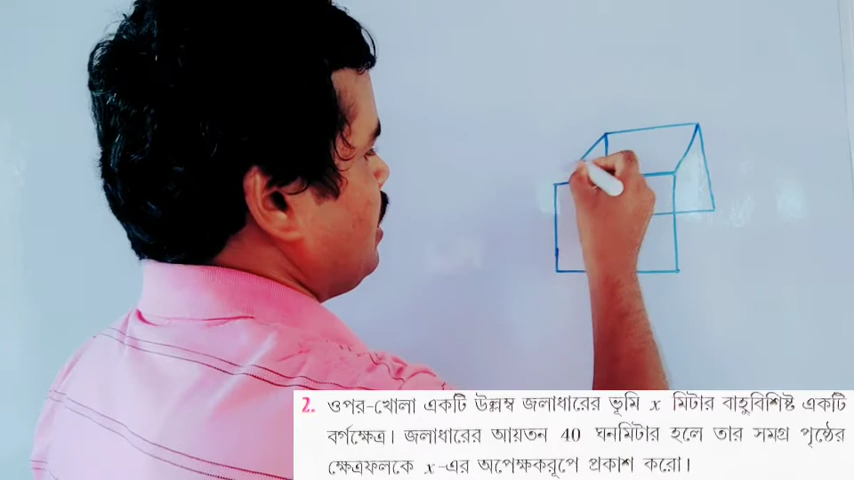 2. ওপর-খোলা একটি উল্লম্ব জলাধারের ভূমি x মিটার বাহুবিশিষ্ট একটি
বর্গক্ষেত্র। জলাধারের আয়তন 40 ঘনমিটার হলে তার সমগ্র পৃষ্ঠের
ক্ষেত্রফলকে x-এর অপেক্ষকরূপে প্রকাশ করো।